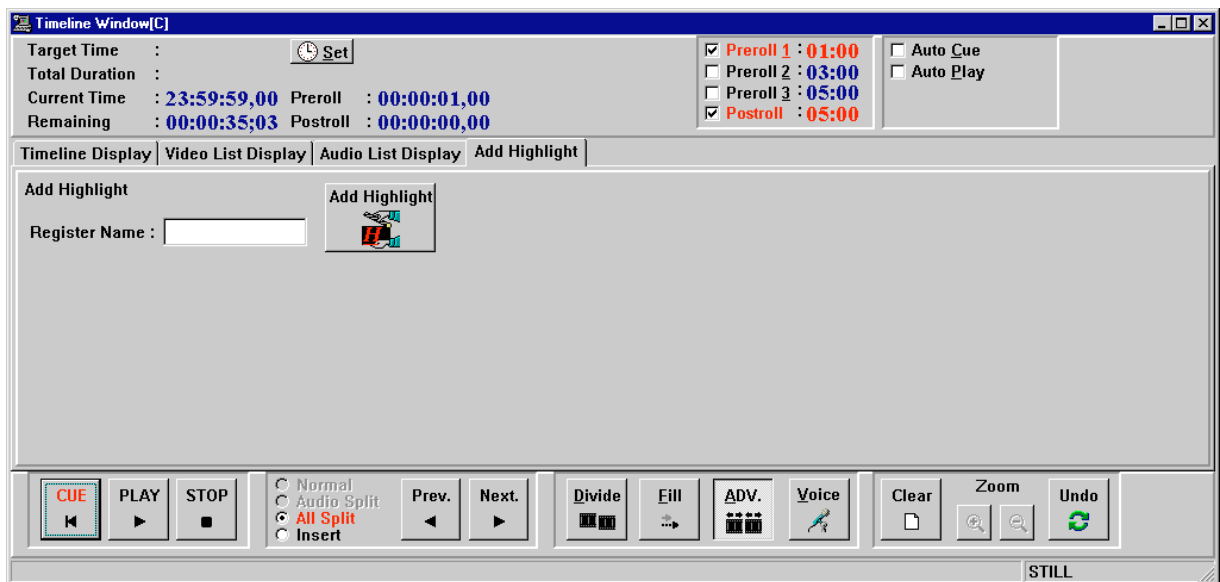 Timeline Window[C]
Target Time : Set
Total Duration :
Current Time : 23:59:59,00 Preroll : 00:00:01,00
Remaining : 00:00:35;03 Postroll : 00:00:00,00
Preroll 1 : 01:00
Preroll 2 : 03:00
Preroll 3 : 05:00
Postroll : 05:00
Auto Cue
Auto Play
Timeline Display Video List Display Audio List Display Add Highlight
Add Highlight
Register Name :
Add Highlight
H
CUE PLAY STOP
Normal
Audio Split
All Split
Insert
Prev. Next.
Divide Fill ADV. Voice
Clear Zoom Undo
STILL